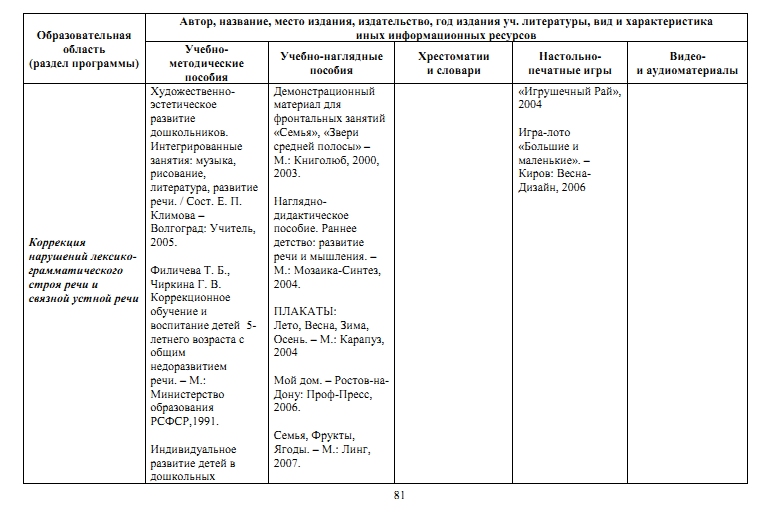 Образовательная
область
(раздел программы)
Автор, название, место издания, издательство, год издания уч. литературы, вид и характеристика
иных информационных ресурсов
Учебно-
методические
пособия
Учебно-наглядные
пособия
Хрестоматии
и словари
Настольно-
печатные игры
Видео-
и аудиоматериалы
Коррекция
нарушений лексико-
грамматического
строя речи и
связной устной речи
Художественно-
эстетическое
развитие
дошкольников.
Интегрированные
занятия: музыка,
рисование,
литература, развитие
речи. / Сост. Е. П.
Климова –
Волгоград: Учитель,
2005.
Филичева Т. Б.,
Чиркина Г. В.
Коррекционное
обучение и
воспитание детей  5-
летнего возраста с
общим
недоразвитием
речи. – М.:
Министерство
образования
РСФСР,1991.
Индивидуальное
развитие детей в
дошкольных
Демонстрационный
материал для
фронтальных занятий
«Семья», «Звери
средней полосы» –
М.: Книголюб, 2000,
2003.
Наглядно-
дидактическое
пособие. Раннее
детство: развитие
речи и мышления. –
М.: Мозаика-Синтез,
2004.
ПЛАКАТЫ:
Лето, Весна, Зима,
Осень. – М.: Карапуз,
2004
Мой дом. – Ростов-на-
Дону: Проф-Пресс,
2006.
Семья, Фрукты,
Ягоды. – М.: Линг,
2007.
«Игрушечный Рай»,
2004
Игра-лото
«Большие и
маленькие». –
Киров: Весна-
Дизайн, 2006
81